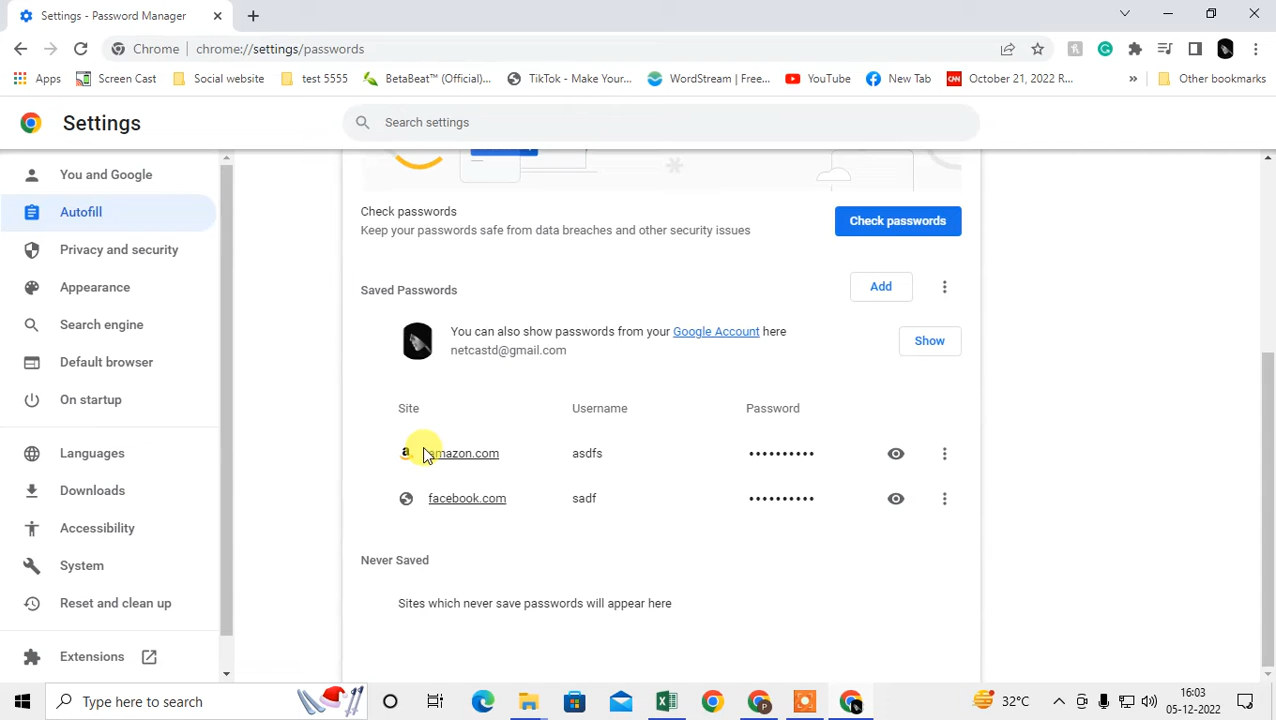 Settings - Password Manager
Chrome | chrome://settings/passwords
Apps Screen Cast Social website test 5555 BetaBeat™ (Official)... TikTok - Make Your... WordStream | Free... YouTube New Tab CNN October 21, 2022 R... » Other bookmarks
Settings
Search settings
You and Google
Autofill
Privacy and security
Appearance
Search engine
Default browser
On startup
Languages
Downloads
Accessibility
System
Reset and clean up
Extensions
Check passwords
Keep your passwords safe from data breaches and other security issues
Check passwords
Saved Passwords
Add
You can also show passwords from your Google Account here
netcastd@gmail.com
Show
Site Username Password
amazon.com asdfs ••••••••••
facebook.com sadf ••••••••••
Never Saved
Sites which never save passwords will appear here
Type here to search
32°C
16:03
05-12-2022